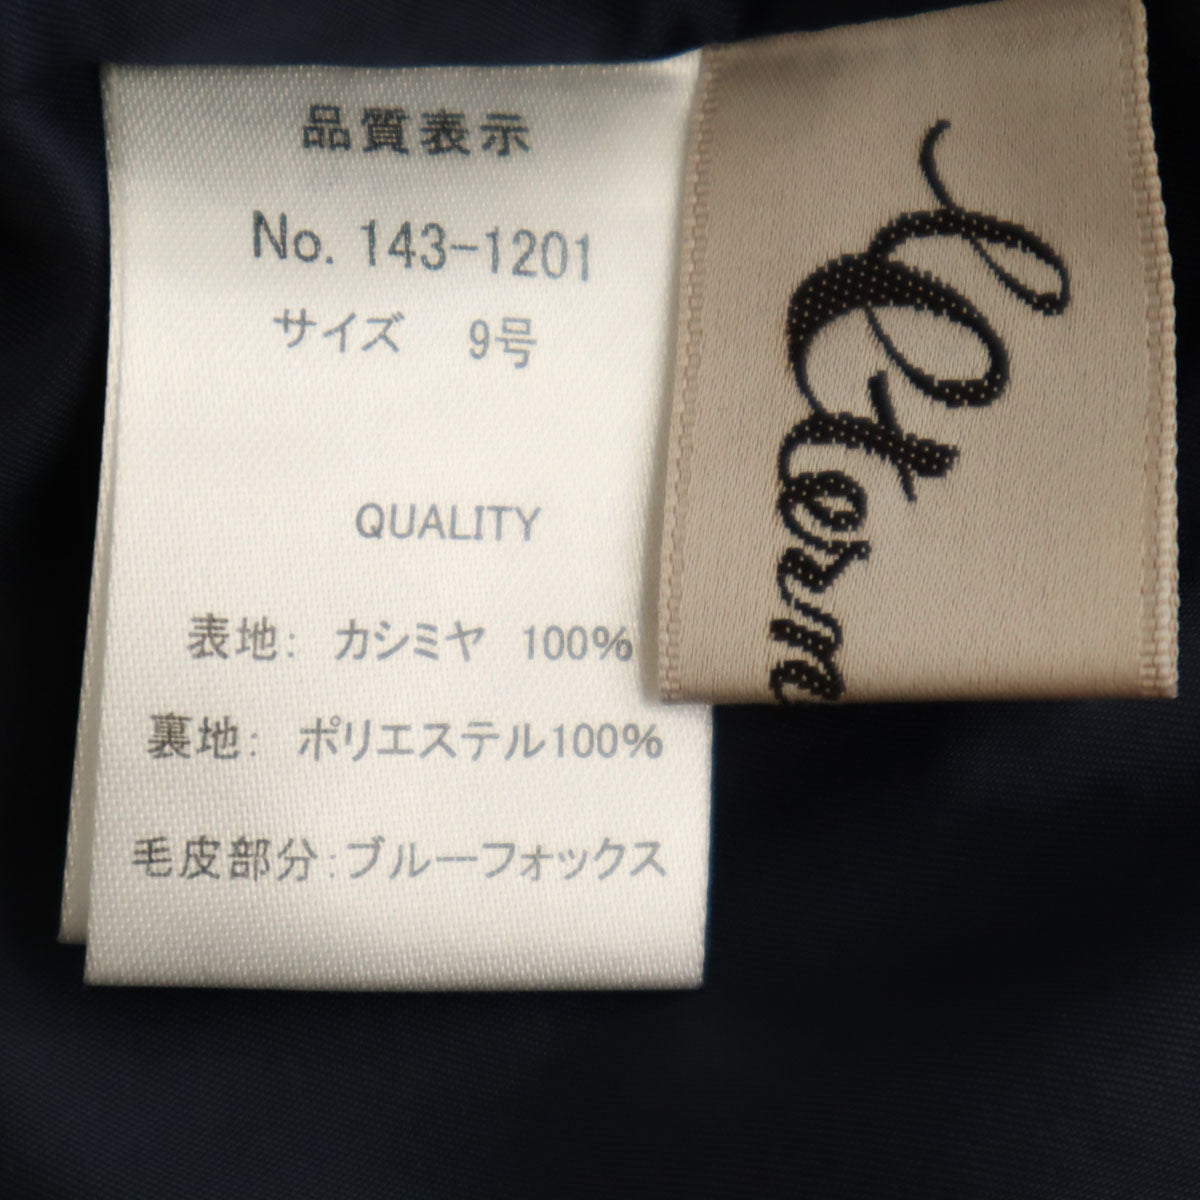 品質表示
No. 143-1201
サイズ 9号
QUALITY
表地: カシミヤ 100%
裏地: ポリエステル100%
毛皮部分:ブルーフォックス